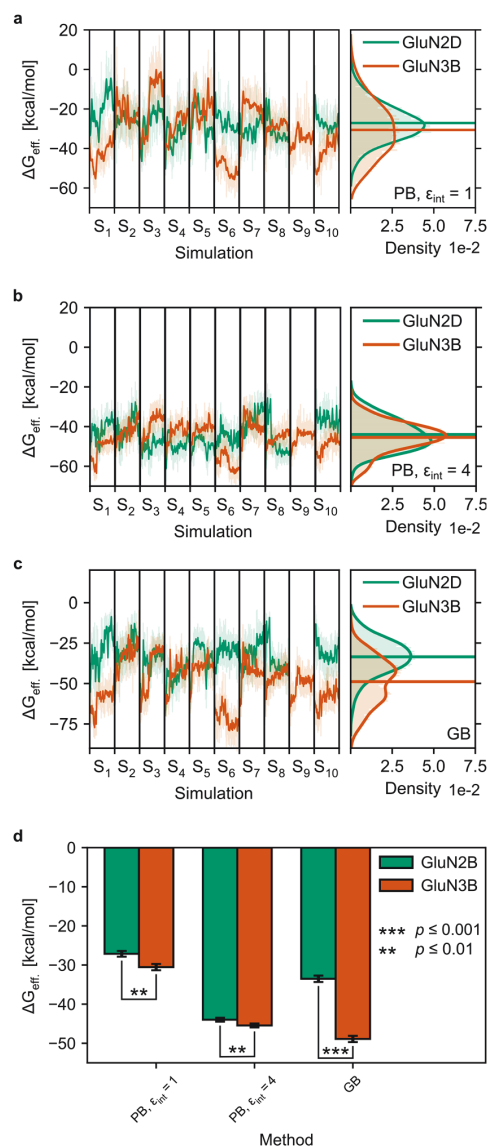 a
20
0
−20
−40
−60
ΔG_eff. [kcal/mol]
S1 S2 S3 S4 S5 S6 S7 S8 S9 S10
Simulation
GluN2D
GluN3B
PB, ε_int = 1
2.5 5.0 7.5
Density 1e-2
b
20
0
−20
−40
−60
ΔG_eff. [kcal/mol]
S1 S2 S3 S4 S5 S6 S7 S8 S9 S10
Simulation
GluN2D
GluN3B
PB, ε_int = 4
2.5 5.0 7.5
Density 1e-2
c
0
−25
−50
−75
ΔG_eff. [kcal/mol]
S1 S2 S3 S4 S5 S6 S7 S8 S9 S10
Simulation
GluN2D
GluN3B
GB
2.5 5.0 7.5
Density 1e-2
d
0
−10
−20
−30
−40
−50
ΔG_eff. [kcal/mol]
GluN2B
GluN3B
*** p ≤ 0.001
** p ≤ 0.01
**
**
***
PB, ε_int = 1
PB, ε_int = 4
GB
Method